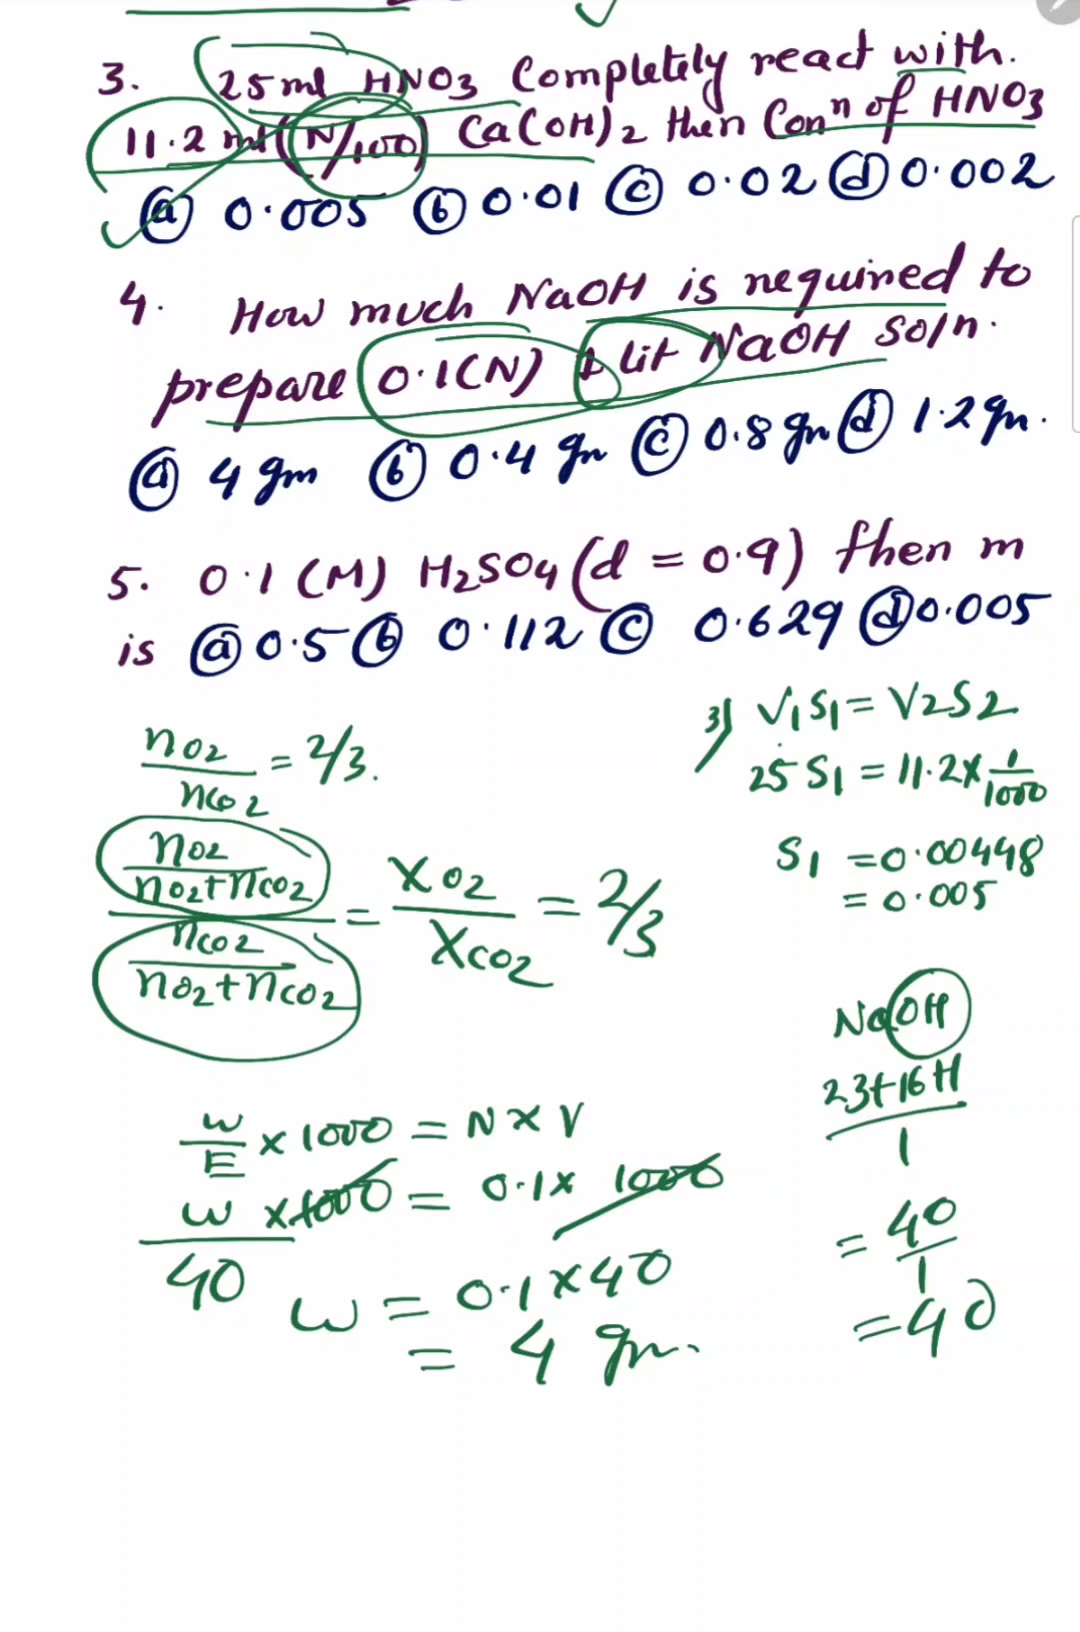 3. 25 ml HNO3 Completely react with.
11.2 ml (N/100) Ca(OH)2 then Conn of HNO3
(a) 0.005 (b) 0.01 (c) 0.02 (d) 0.002
4. How much NaOH is required to
prepare 0.1(N) 1 lit NaOH soln.
(a) 4 gm (b) 0.4 gm (c) 0.8 gm (d) 1.2 gm.
5. 0.1 (M) H2SO4 (d = 0.9) then m
is (a) 0.5 (b) 0.112 (c) 0.629 (d) 0.005
nO2/nCO2 = 2/3.
(nO2/(nO2+nCO2))/(nCO2/(nO2+nCO2)) = XO2/XCO2 = 2/3
3) V1S1 = V2S2
25 S1 = 11.2 x 1/1000
S1 = 0.00448
= 0.005
W/E x 1000 = N x V
W/40 x 1000 = 0.1 x 1000
W = 0.1 x 40
= 4 gm.
NaOH
23+16H/1
= 40/1
= 40